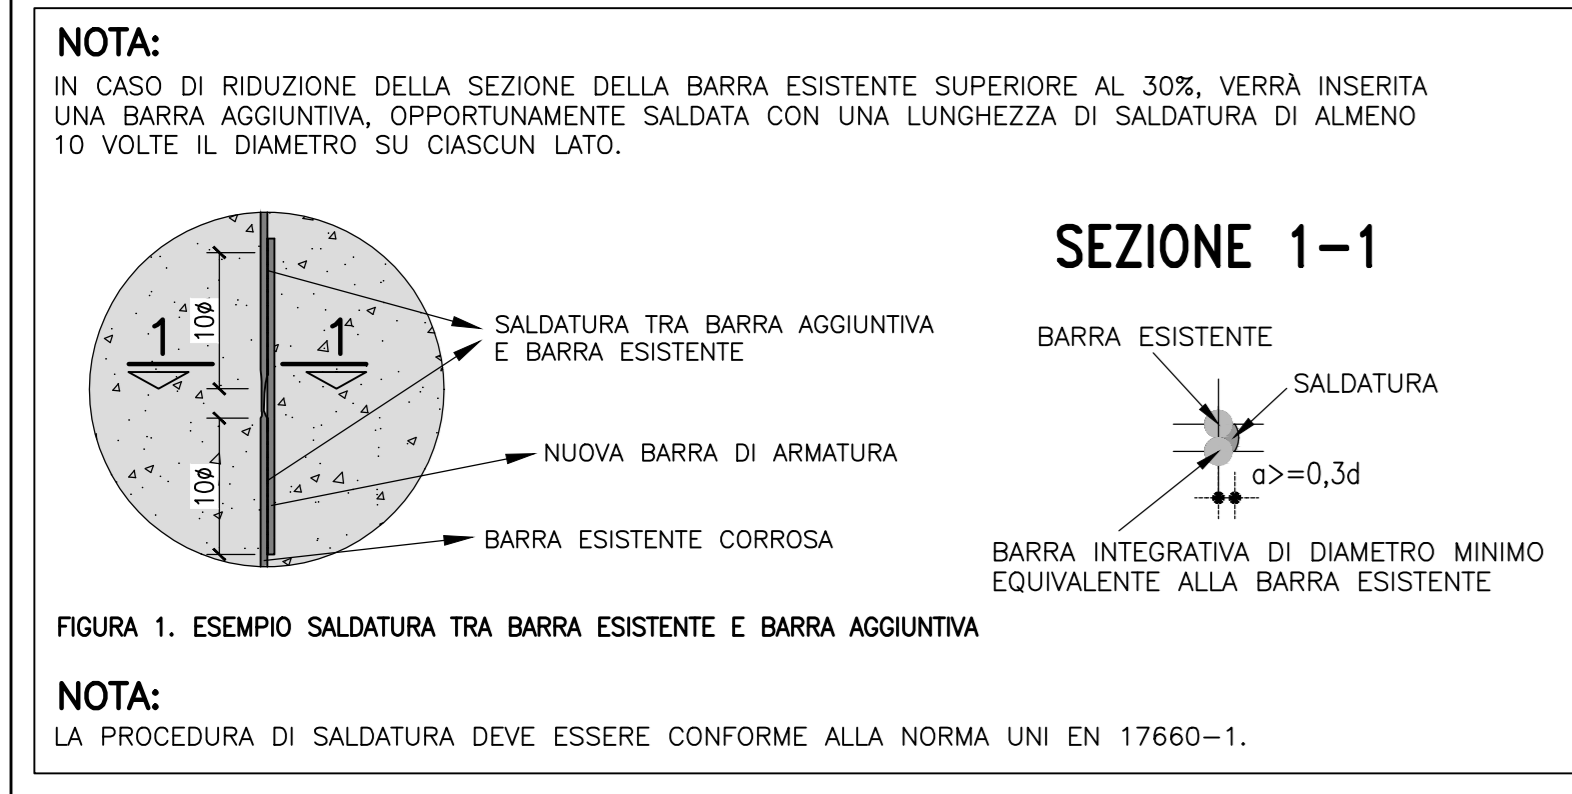 NOTA:
IN CASO DI RIDUZIONE DELLA SEZIONE DELLA BARRA ESISTENTE SUPERIORE AL 30%, VERRÀ INSERITA
UNA BARRA AGGIUNTIVA, OPPORTUNAMENTE SALDATA CON UNA LUNGHEZZA DI SALDATURA DI ALMENO
10 VOLTE IL DIAMETRO SU CIASCUN LATO.
10ø
1
1
10ø
SALDATURA TRA BARRA AGGIUNTIVA
E BARRA ESISTENTE
NUOVA BARRA DI ARMATURA
BARRA ESISTENTE CORROSA
SEZIONE 1-1
BARRA ESISTENTE
SALDATURA
a>=0,3d
BARRA INTEGRATIVA DI DIAMETRO MINIMO
EQUIVALENTE ALLA BARRA ESISTENTE
FIGURA 1. ESEMPIO SALDATURA TRA BARRA ESISTENTE E BARRA AGGIUNTIVA
NOTA:
LA PROCEDURA DI SALDATURA DEVE ESSERE CONFORME ALLA NORMA UNI EN 17660-1.